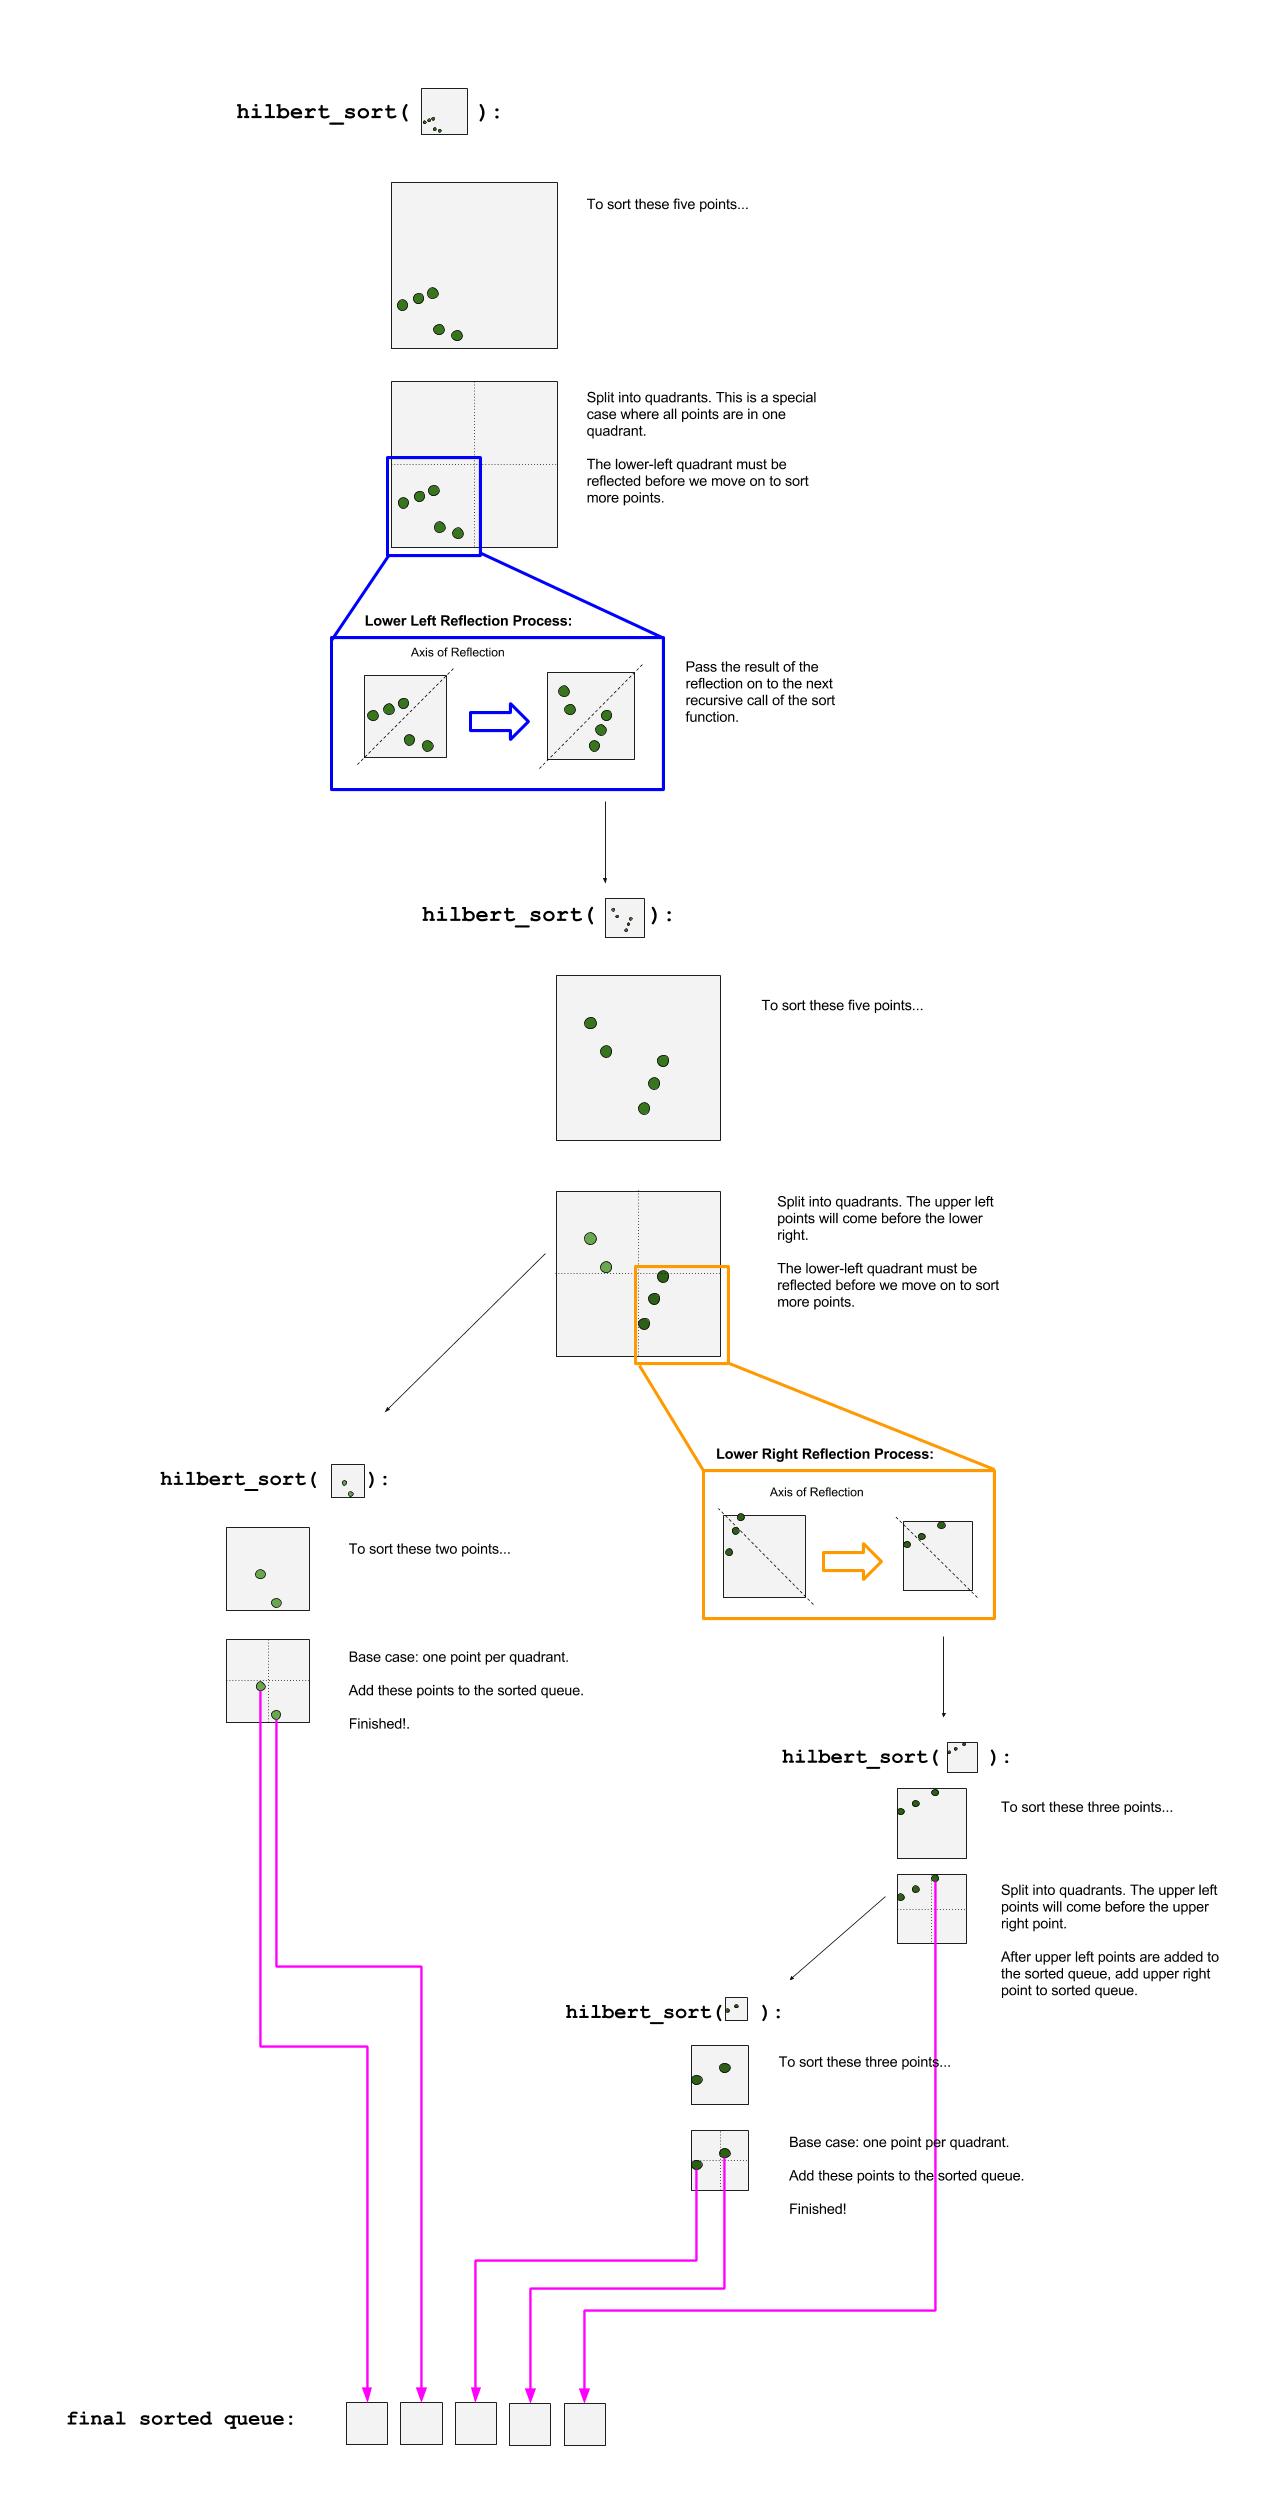 hilbert_sort( ):
To sort these five points...
Split into quadrants. This is a special
case where all points are in one
quadrant.
The lower-left quadrant must be
reflected before we move on to sort
more points.
Lower Left Reflection Process:
Axis of Reflection
Pass the result of the
reflection on to the next
recursive call of the sort
function.
hilbert_sort( ):
To sort these five points...
Split into quadrants. The upper left
points will come before the lower
right.
The lower-left quadrant must be
reflected before we move on to sort
more points.
Lower Right Reflection Process:
Axis of Reflection
hilbert_sort( ):
To sort these two points...
Base case: one point per quadrant.
Add these points to the sorted queue.
Finished!.
hilbert_sort( ):
To sort these three points...
Split into quadrants. The upper left
points will come before the upper
right point.
After upper left points are added to
the sorted queue, add upper right
point to sorted queue.
hilbert_sort( ):
To sort these three points...
Base case: one point per quadrant.
Add these points to the sorted queue.
Finished!
final sorted queue: